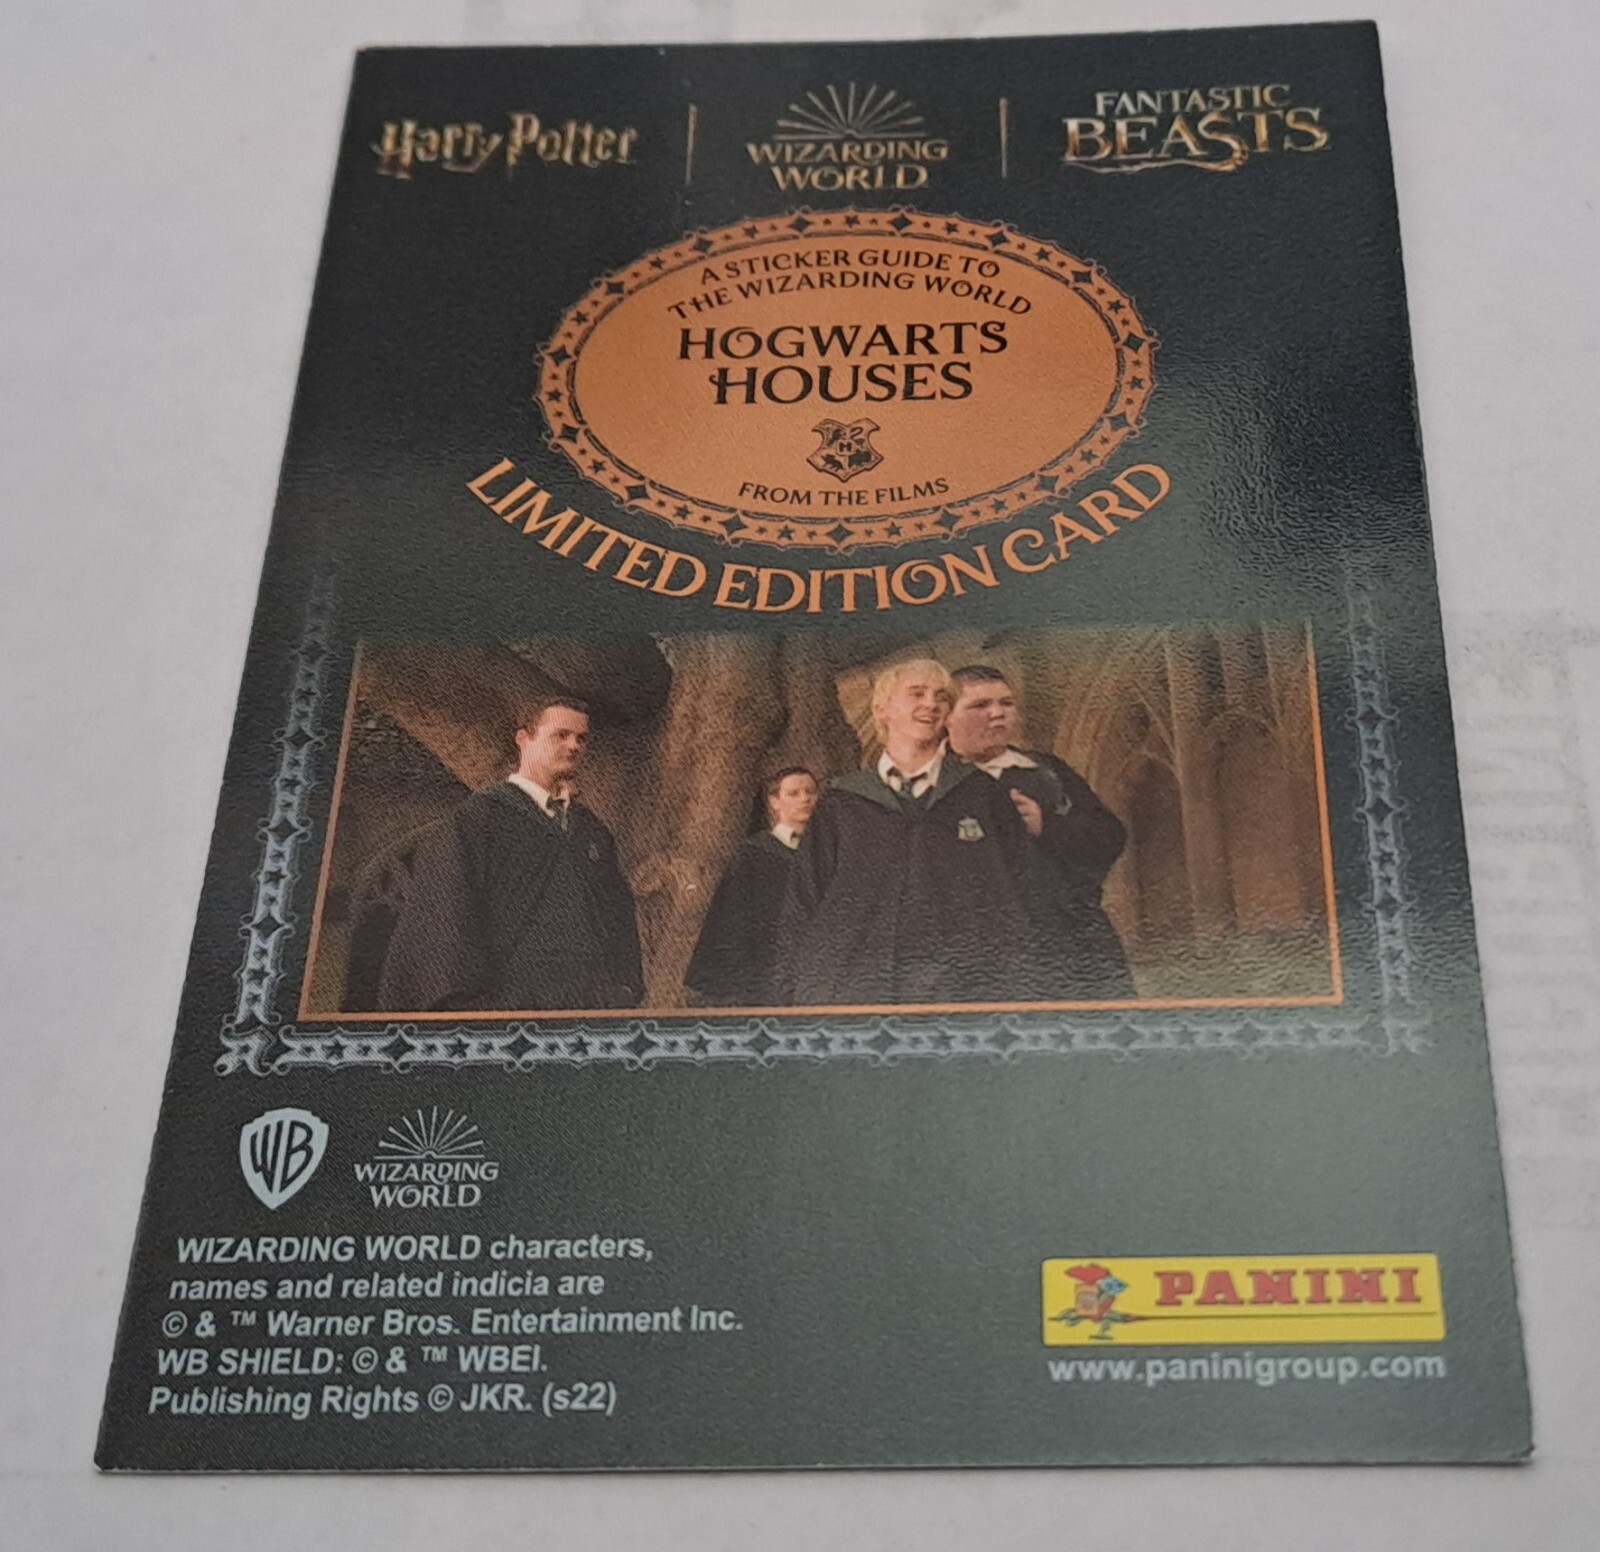 Harry Potter
WIZARDING
WORLD
FANTASTIC
BEASTS
A STICKER GUIDE TO
THE WIZARDING WORLD
HOGWARTS
HOUSES
H
FROM THE FILMS
LIMITED EDITION CARD
WB
WIZARDING
WORLD
WIZARDING WORLD characters,
names and related indicia are
© & ™ Warner Bros. Entertainment Inc.
WB SHIELD: © & ™ WBEI.
Publishing Rights © JKR. (s22)
PANINI
www.paninigroup.com